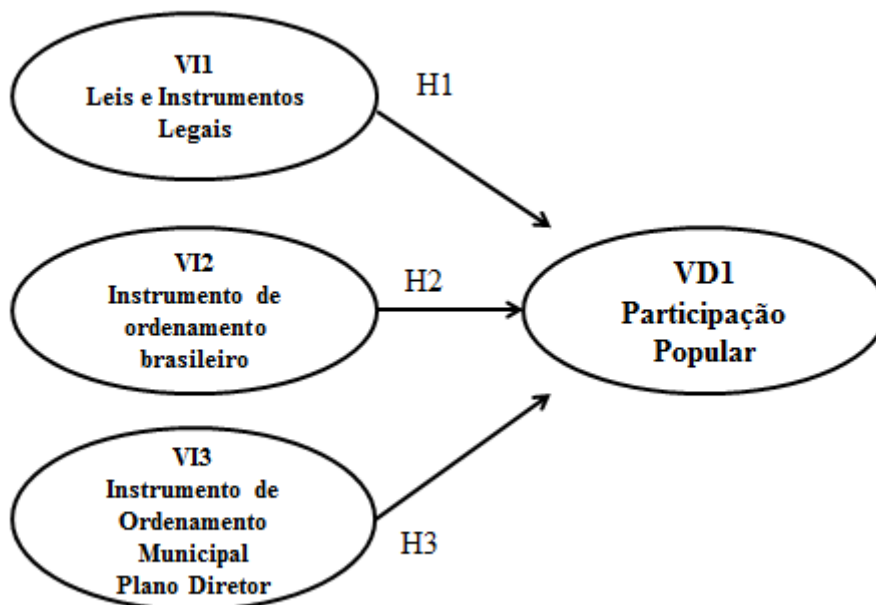 VI1
Leis e Instrumentos
Legais
H1
VI2
Instrumento de
ordenamento
brasileiro
H2
VD1
Participação
Popular
VI3
Instrumento de
Ordenamento
Municipal
Plano Diretor
H3